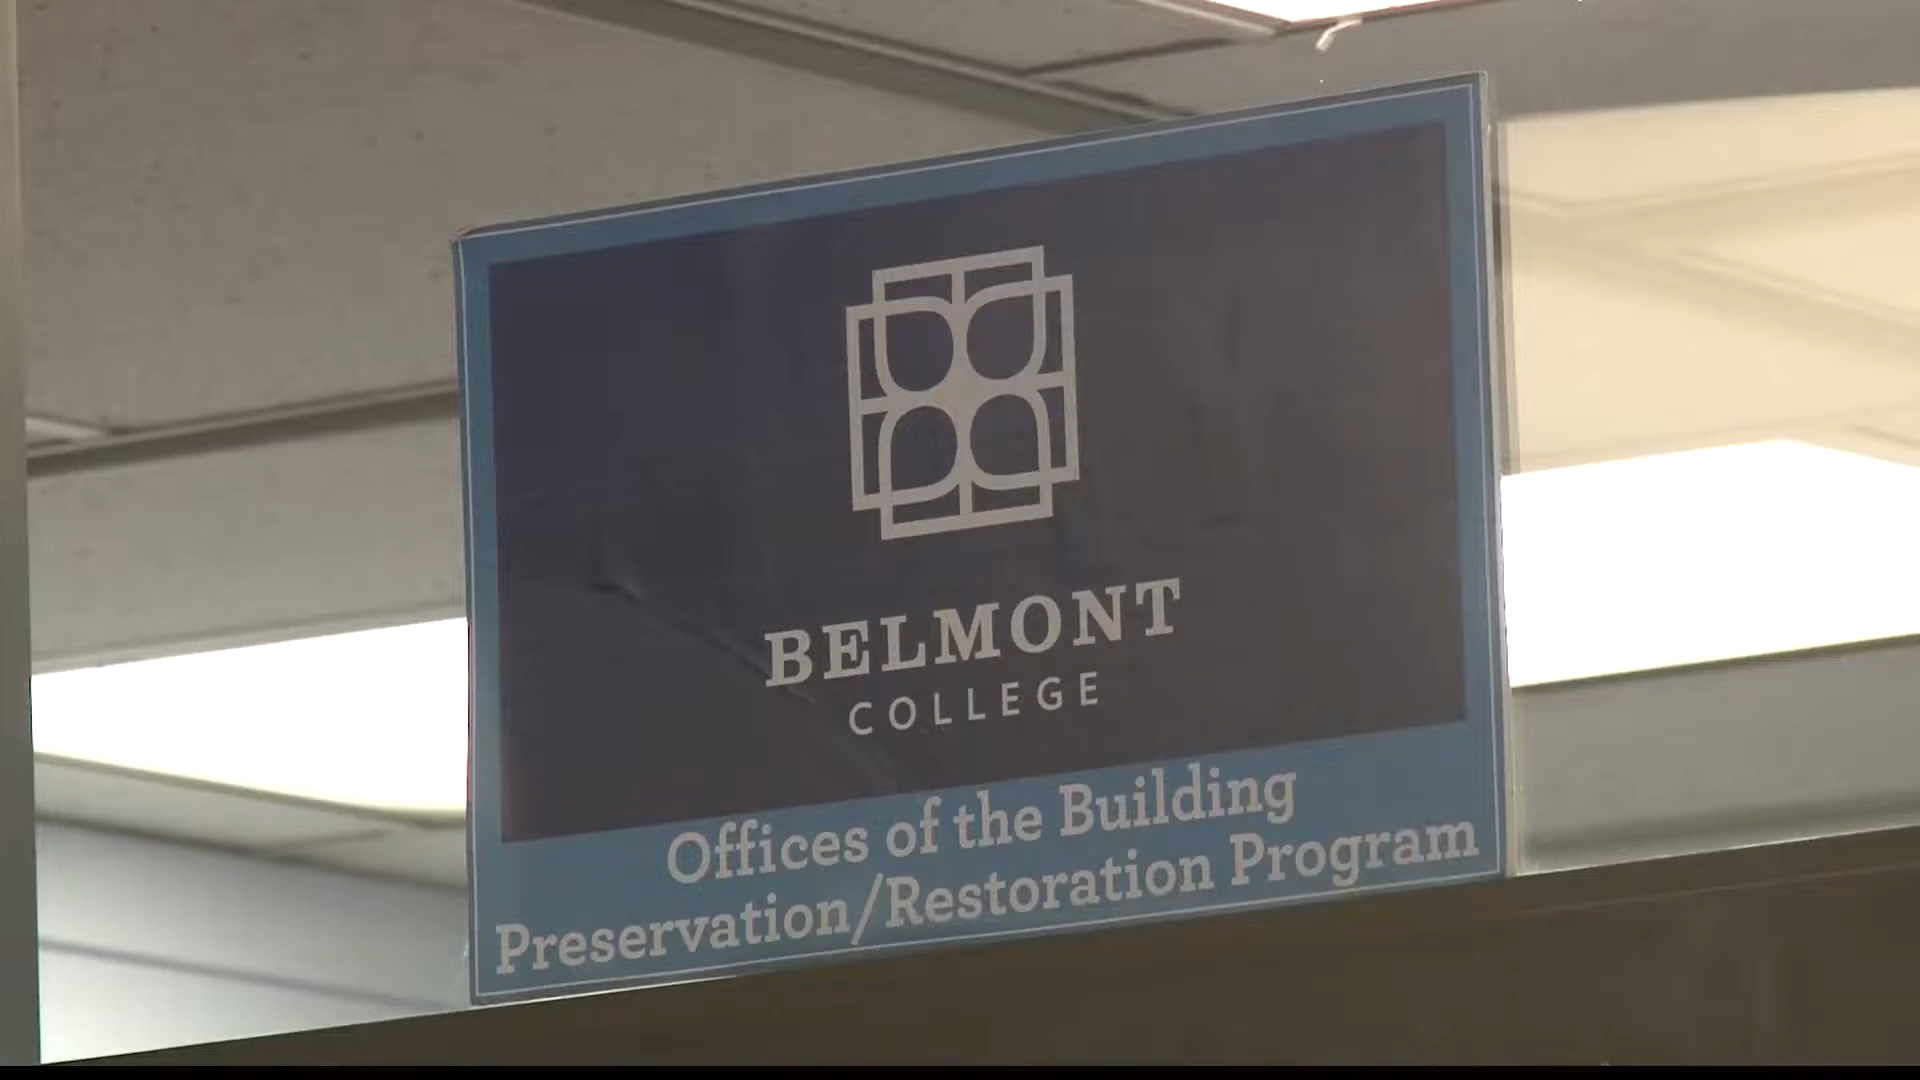 BELMONT
COLLEGE
Offices of the Building
Preservation/Restoration Program